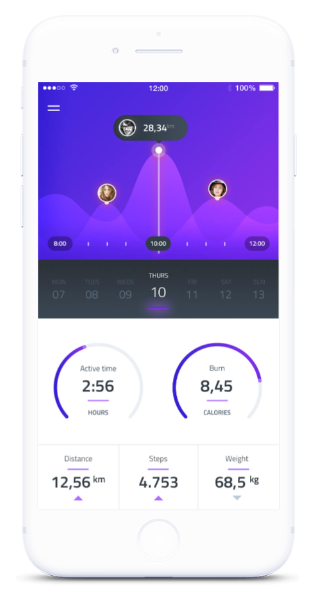 12:00 100%
28,34
8:00 10:00 12:00
MON TUES THURS FRI SAT SUN
07 08 09 10 11 12 13
Active time Burn
2:56 8,45
HOURS CALORIES
Distance Steps Weight
12,56 km 4.753 68,5 kg